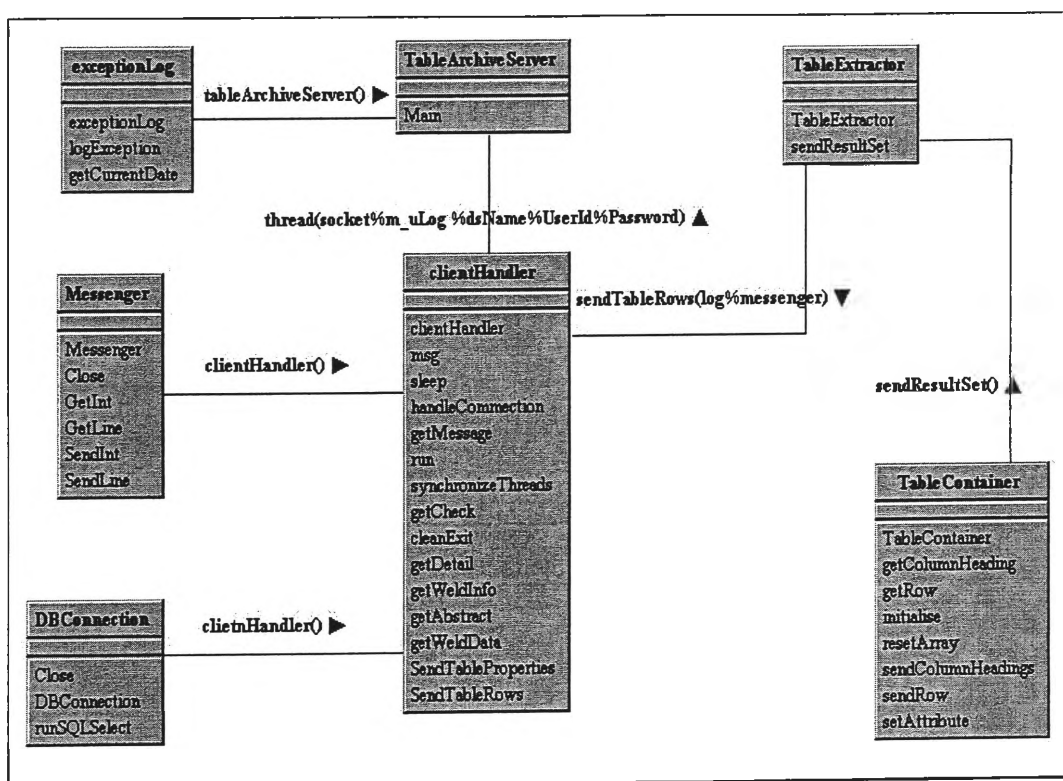 exceptionLog
exceptionLog
logException
getCurrentDate
tableArchiveServer() ▶
TableArchiveServer
Main
TableExtractor
TableExtractor
sendResultSet
thread(socket%m_uLog %dsName%UserId%Password) ▲
Messenger
Messenger
Close
GetInt
GetLine
SendInt
SendLine
clientHandler() ▶
clientHandler
clientHandler
msg
sleep
handleConnection
getMessage
run
synchronizeThreads
getCheck
cleanExit
getDetail
getWeldInfo
getAbstract
getWeldData
SendTableProperties
SendTableRows
sendTableRows(log%messenger) ▼
sendResultSet() ▲
DBConnection
Close
DBConnection
runSQLSelect
clietnHandler() ▶
TableContainer
TableContainer
getColumnHeading
getRow
initialise
resetArray
sendColumnHeadings
sendRow
setAttribute